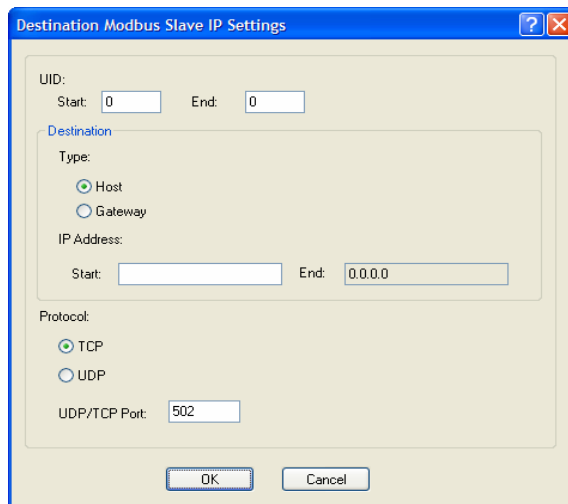 Destination Modbus Slave IP Settings
UID:
Start: 0 End: 0
Destination
Type:
Host
Gateway
IP Address:
Start: End: 0.0.0.0
Protocol:
TCP
UDP
UDP/TCP Port: 502
OK Cancel